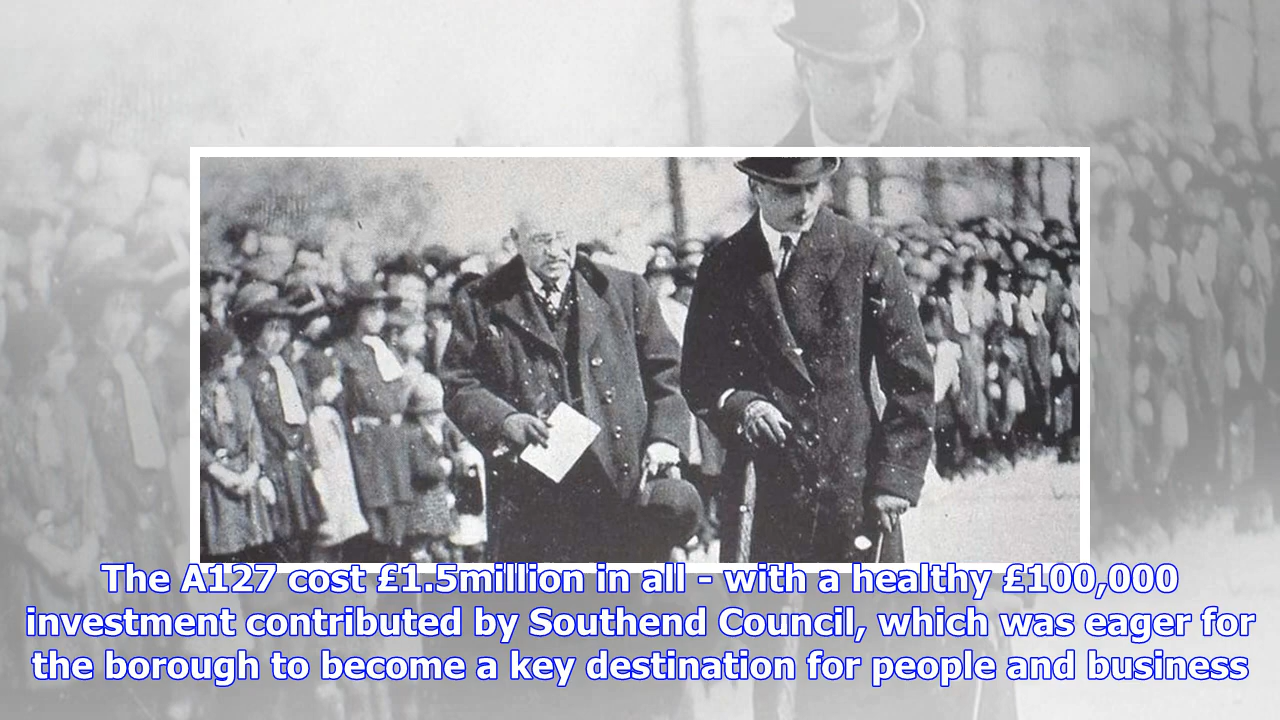 The A127 cost £1.5million in all - with a healthy £100,000
investment contributed by Southend Council, which was eager for
the borough to become a key destination for people and business